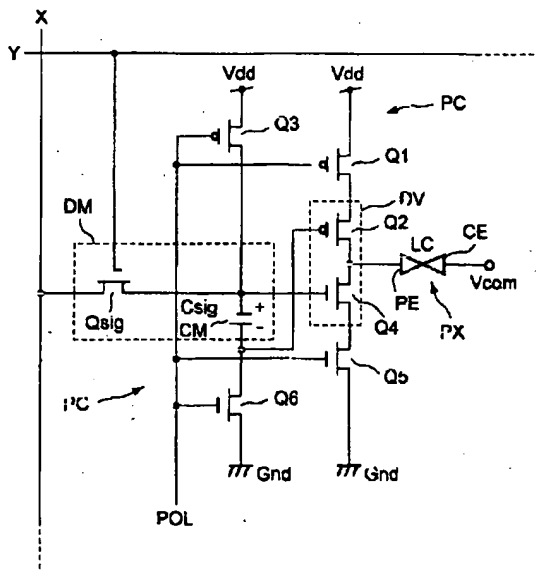 X
Y
Vdd
Vdd
PC
Q3
Q1
DM
DV
Q2
LC
CE
Csig
+
CM
-
Qsig
PE
Vcom
Q4
PX
PC
Q6
Q5
Gnd
Gnd
POL